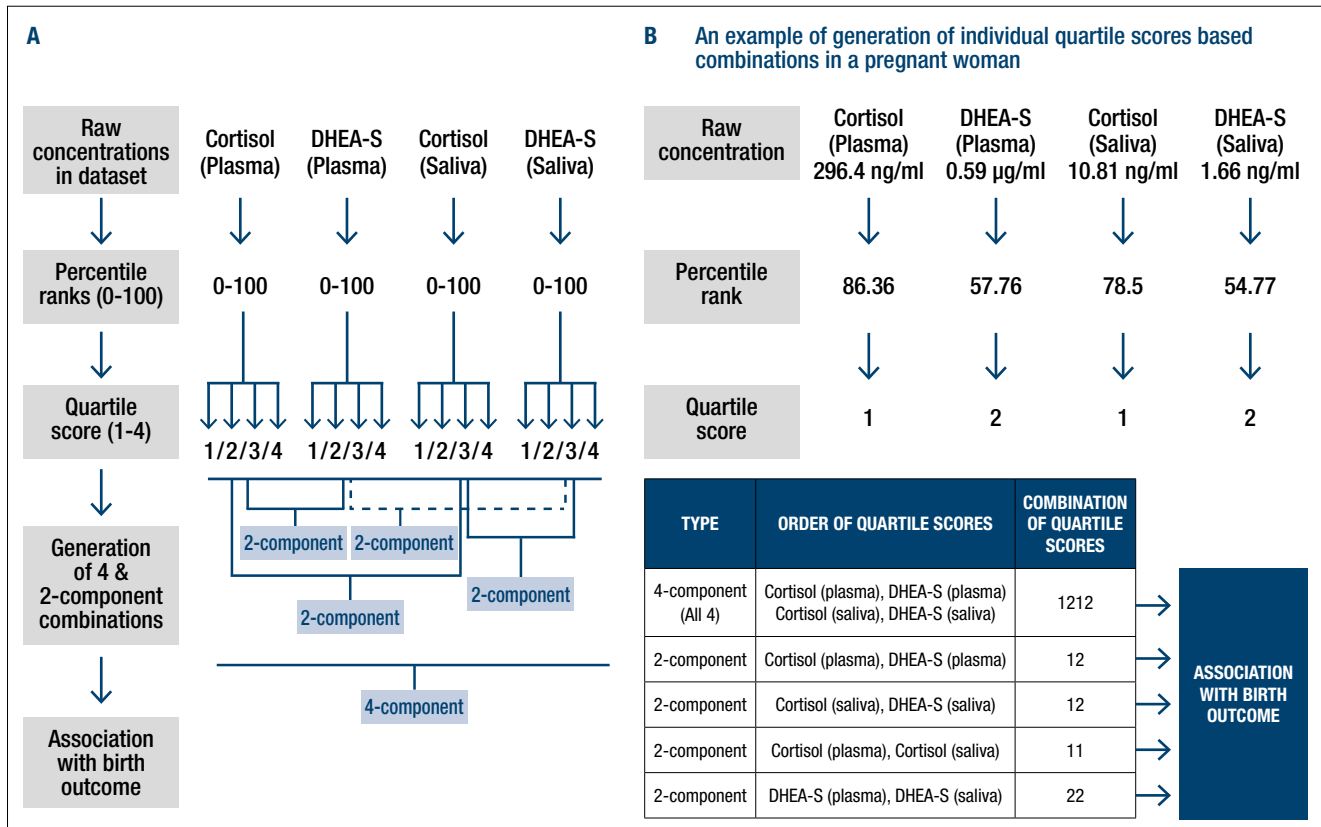 A
Raw
concentrations
in dataset
Cortisol
(Plasma)
DHEA-S
(Plasma)
Cortisol
(Saliva)
DHEA-S
(Saliva)
Percentile
ranks (0-100)
0-100
0-100
0-100
0-100
Quartile
score (1-4)
1/2/3/4
1/2/3/4
1/2/3/4
1/2/3/4
Generation
of 4 &
2-component
combinations
2-component
2-component
2-component
2-component
4-component
Association
with birth
outcome
B An example of generation of individual quartile scores based
combinations in a pregnant woman
Raw
concentration
Cortisol
(Plasma)
296.4 ng/ml
DHEA-S
(Plasma)
0.59 µg/ml
Cortisol
(Saliva)
10.81 ng/ml
DHEA-S
(Saliva)
1.66 ng/ml
Percentile
rank
86.36
57.76
78.5
54.77
Quartile
score
1
2
1
2
TYPE
ORDER OF QUARTILE SCORES
COMBINATION
OF QUARTILE
SCORES
4-component
(All 4)
Cortisol (plasma), DHEA-S (plasma)
Cortisol (saliva), DHEA-S (saliva)
1212
2-component
Cortisol (plasma), DHEA-S (plasma)
12
2-component
Cortisol (saliva), DHEA-S (saliva)
12
2-component
Cortisol (plasma), Cortisol (saliva)
11
2-component
DHEA-S (plasma), DHEA-S (saliva)
22
ASSOCIATION
WITH BIRTH
OUTCOME